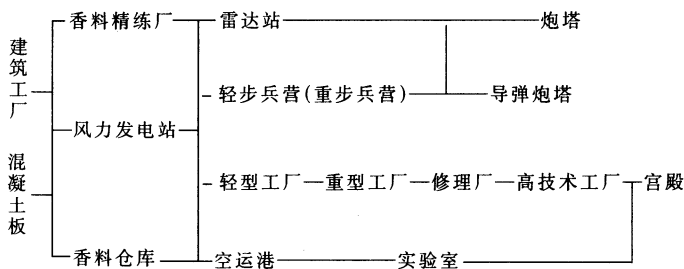 建筑工厂
混凝土板
香料精练厂
风力发电站
香料仓库
雷达站
炮塔
轻步兵营(重步兵营)
导弹炮塔
轻型工厂
重型工厂
修理厂
高技术工厂
宫殿
空运港
实验室